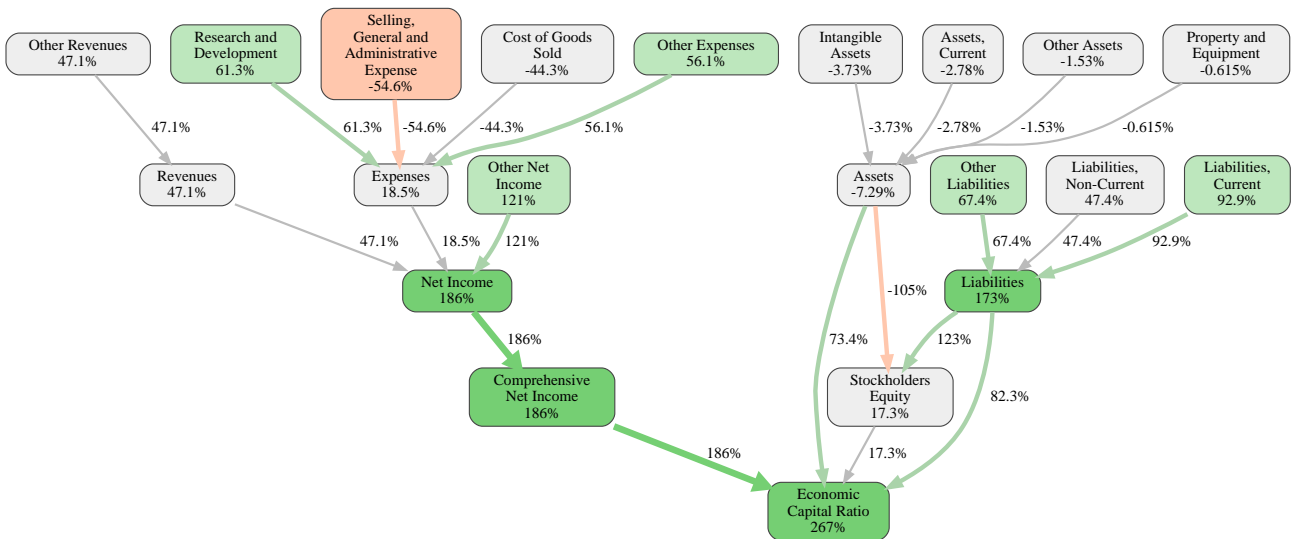 Other Revenues
47.1%
Research and
Development
61.3%
Selling,
General and
Administrative
Expense
-54.6%
Cost of Goods
Sold
-44.3%
Other Expenses
56.1%
Intangible
Assets
-3.73%
Assets,
Current
-2.78%
Other Assets
-1.53%
Property and
Equipment
-0.615%
47.1%
61.3%
-54.6%
-44.3%
56.1%
-3.73%
-2.78%
-1.53%
-0.615%
Revenues
47.1%
Expenses
18.5%
Other Net
Income
121%
Assets
-7.29%
Other
Liabilities
67.4%
Liabilities,
Non-Current
47.4%
Liabilities,
Current
92.9%
47.1%
18.5%
121%
67.4%
47.4%
92.9%
Net Income
186%
-105%
Liabilities
173%
186%
73.4%
123%
Comprehensive
Net Income
186%
Stockholders
Equity
17.3%
82.3%
186%
17.3%
Economic
Capital Ratio
267%